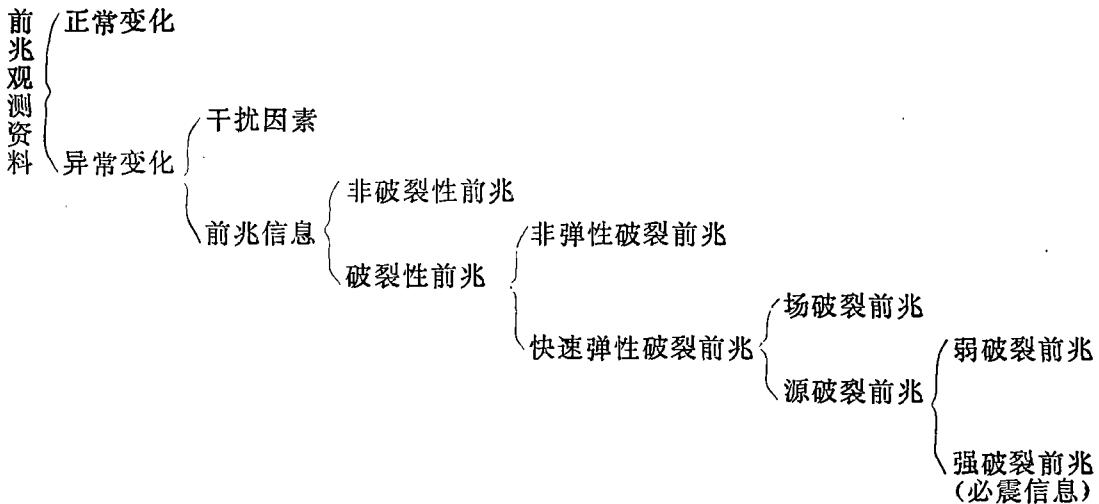 前兆观测资料
正常变化
异常变化
干扰因素
前兆信息
非破裂性前兆
破裂性前兆
非弹性破裂前兆
快速弹性破裂前兆
场破裂前兆
源破裂前兆
弱破裂前兆
强破裂前兆
（必震信息）